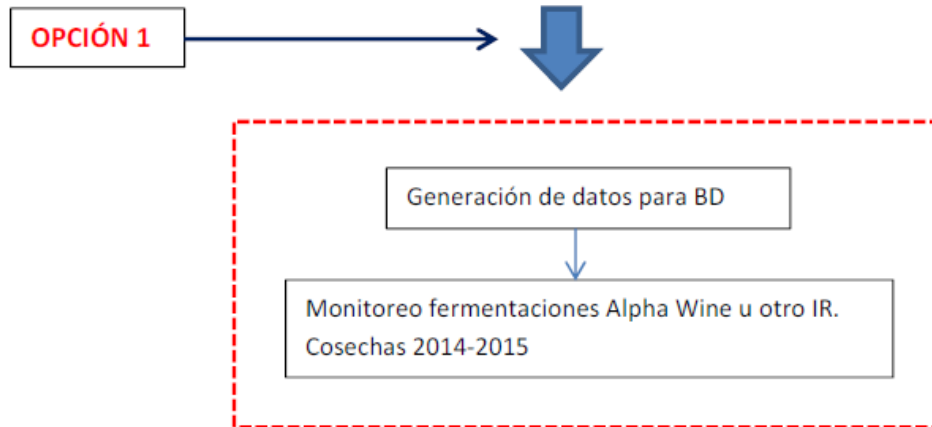 OPCIÓN 1
Generación de datos para BD
Monitoreo fermentaciones Alpha Wine u otro IR.
Cosechas 2014-2015